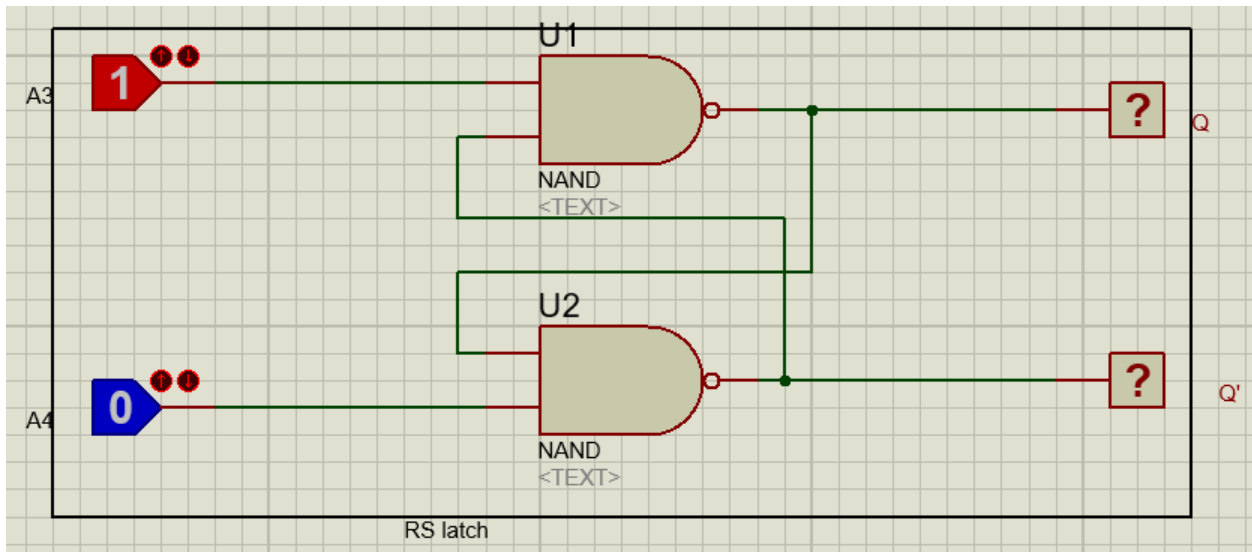 U1
A3
1
?
Q
NAND
<TEXT>
U2
A4
0
?
Q'
NAND
<TEXT>
RS latch